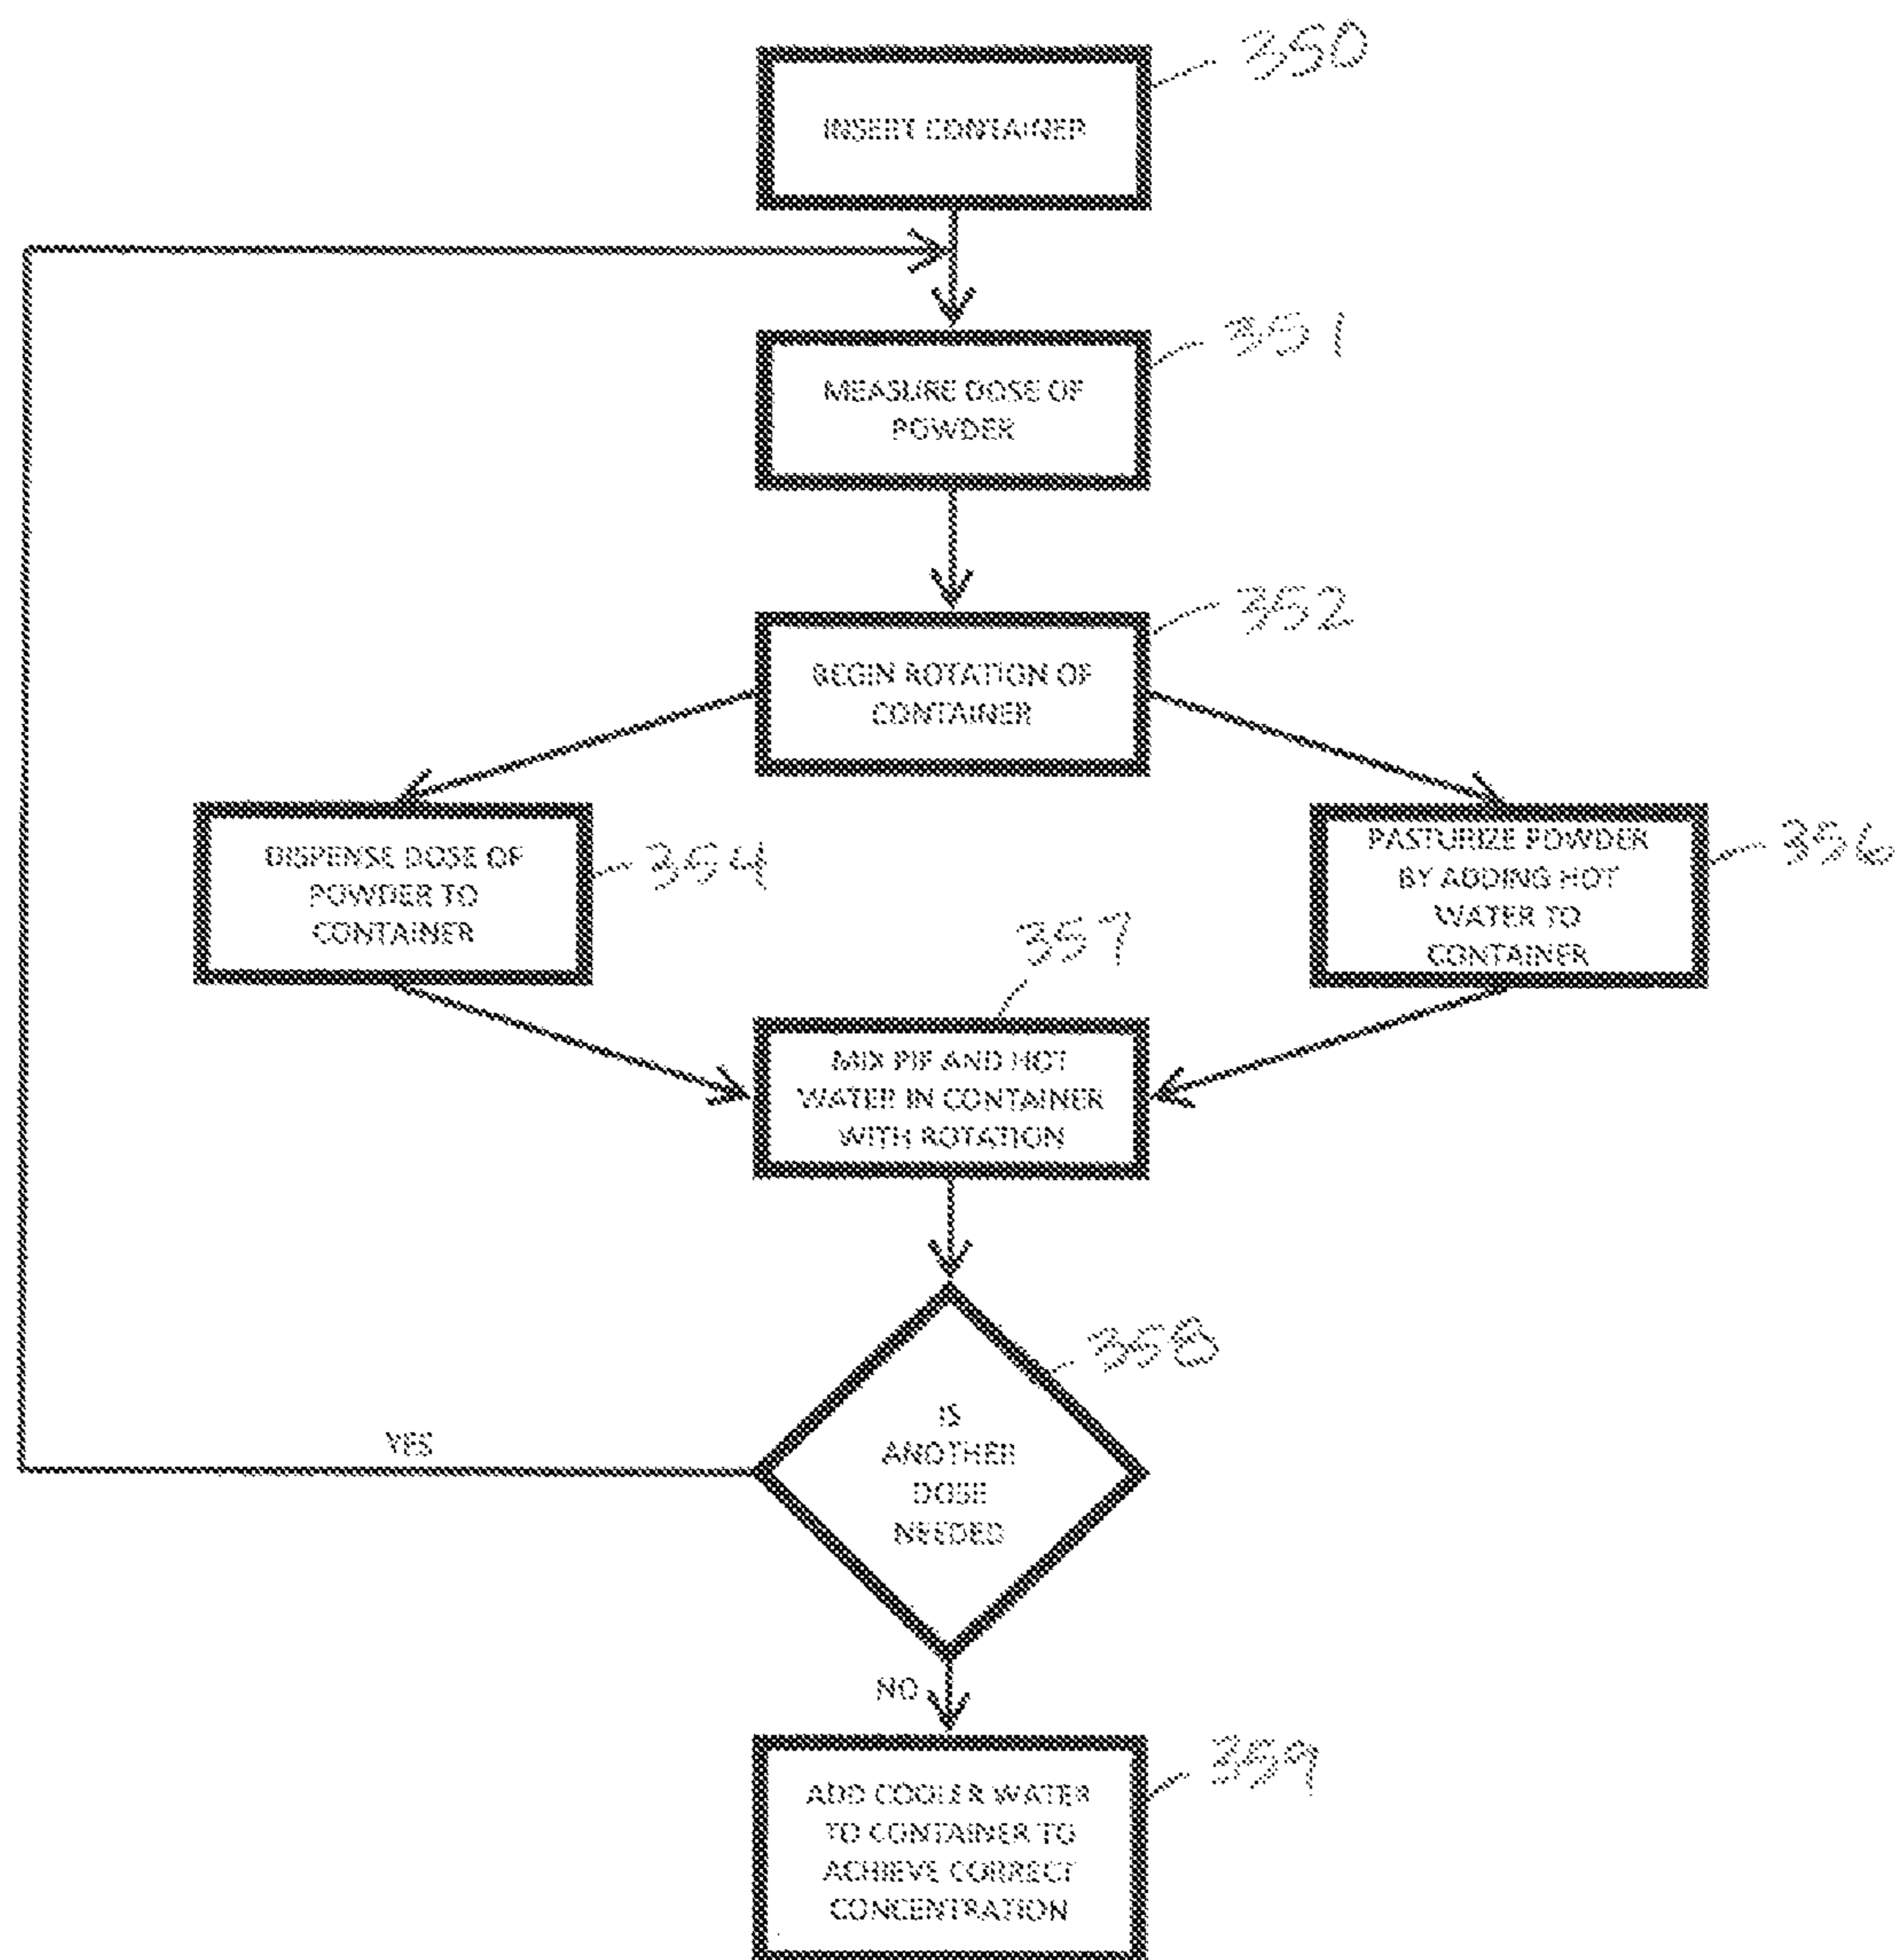 350
INSERT CONTAINER
351
MEASURE DOSE OF
POWDER
352
BEGIN ROTATION OF
CONTAINER
DISPENSE DOSE OF
POWDER TO
CONTAINER
354
PASTURIZE POWDER
BY ADDING HOT
WATER TO
CONTAINER
356
357
MIX PIF AND HOT
WATER IN CONTAINER
WITH ROTATION
358
IS
ANOTHER
DOSE
NEEDED
YES
NO
359
ADD COOLER WATER
TO CONTAINER TO
ACHIEVE CORRECT
CONCENTRATION